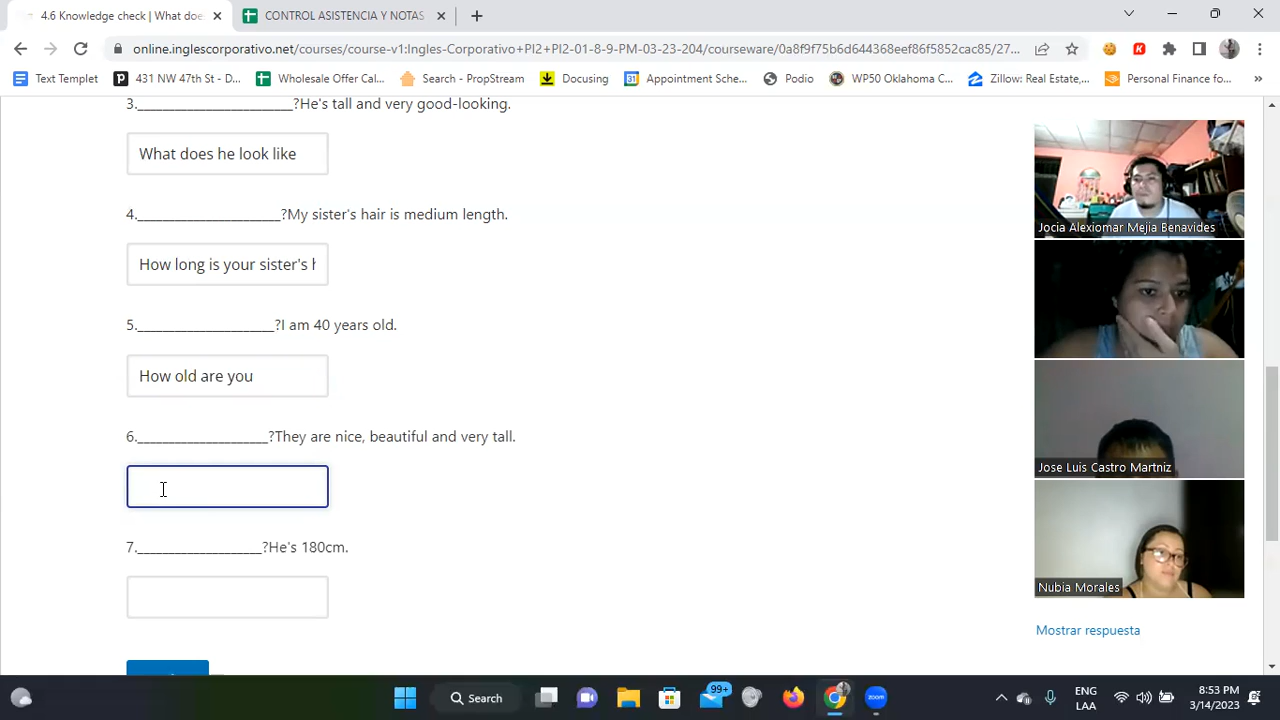 4.6 Knowledge check | What doe
CONTROL ASISTENCIA Y NOTAS
online.inglescorporativo.net/courses/course-v1:Ingles-Corporativo+PI2+PI2-01-8-9-PM-03-23-204/courseware/0a8f9f75b6d644368eef86f5852cac85/27...
Text Templet
431 NW 47th St - D...
Wholesale Offer Cal...
Search - PropStream
Docusing
Appointment Sche...
Podio
WP50 Oklahoma C...
Zillow: Real Estate,...
Personal Finance fo...
»
3.______________________?He's tall and very good-looking.
What does he look like
4.____________________?My sister's hair is medium length.
How long is your sister's h
5.___________________?I am 40 years old.
How old are you
6.__________________?They are nice, beautiful and very tall.
7._________________?He's 180cm.
Jocia Alexiomar Mejia Benavides
Jose Luis Castro Martniz
Nubia Morales
Mostrar respuesta
Search
99+
zoom
ENG
LAA
8:53 PM
3/14/2023